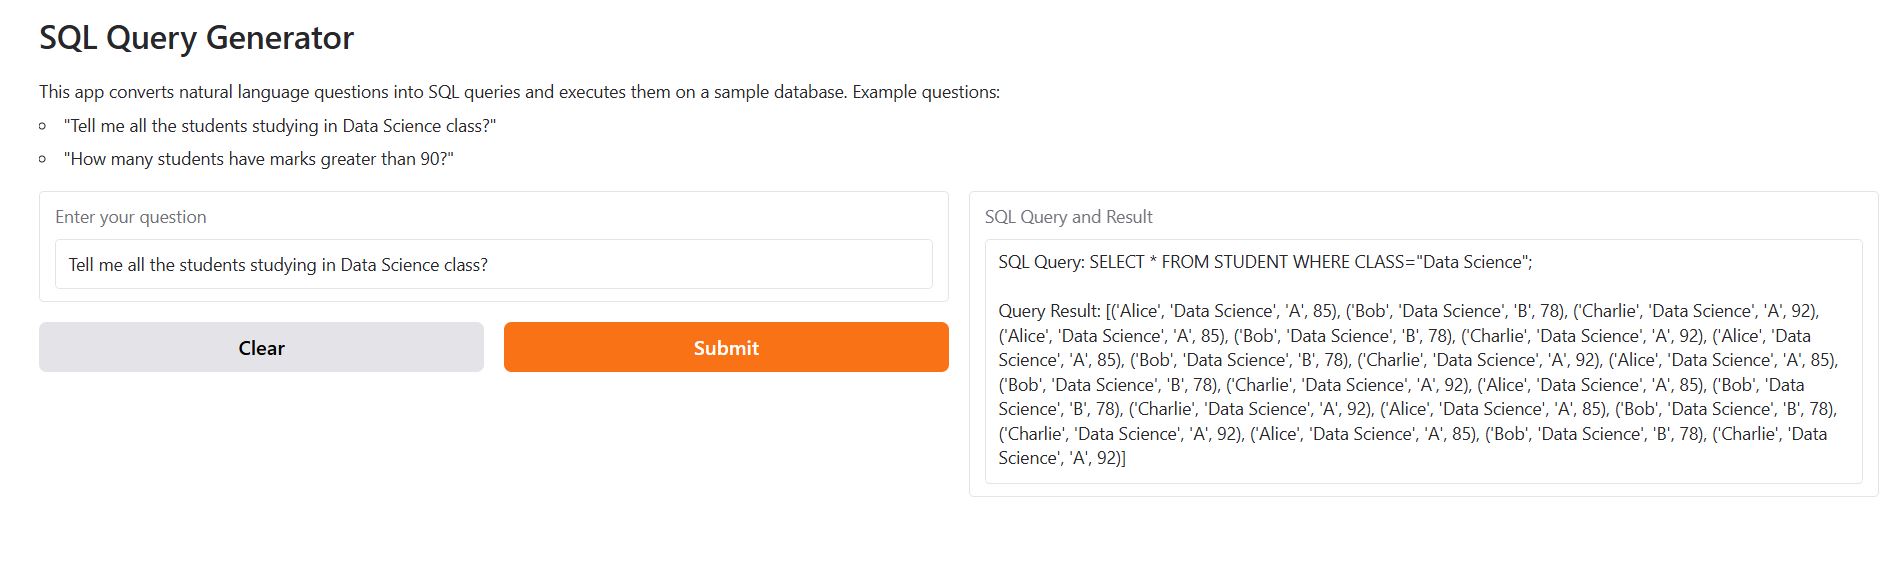 SQL Query Generator
This app converts natural language questions into SQL queries and executes them on a sample database. Example questions:
"Tell me all the students studying in Data Science class?"
"How many students have marks greater than 90?"
Enter your question
Tell me all the students studying in Data Science class?
Clear
Submit
SQL Query and Result
SQL Query: SELECT * FROM STUDENT WHERE CLASS="Data Science";
Query Result: [('Alice', 'Data Science', 'A', 85), ('Bob', 'Data Science', 'B', 78), ('Charlie', 'Data Science', 'A', 92),
('Alice', 'Data Science', 'A', 85), ('Bob', 'Data Science', 'B', 78), ('Charlie', 'Data Science', 'A', 92), ('Alice', 'Data
Science', 'A', 85), ('Bob', 'Data Science', 'B', 78), ('Charlie', 'Data Science', 'A', 92), ('Alice', 'Data Science', 'A', 85),
('Bob', 'Data Science', 'B', 78), ('Charlie', 'Data Science', 'A', 92), ('Alice', 'Data Science', 'A', 85), ('Bob', 'Data
Science', 'B', 78), ('Charlie', 'Data Science', 'A', 92), ('Alice', 'Data Science', 'A', 85), ('Bob', 'Data Science', 'B', 78),
('Charlie', 'Data Science', 'A', 92), ('Alice', 'Data Science', 'A', 85), ('Bob', 'Data Science', 'B', 78), ('Charlie', 'Data
Science', 'A', 92)]